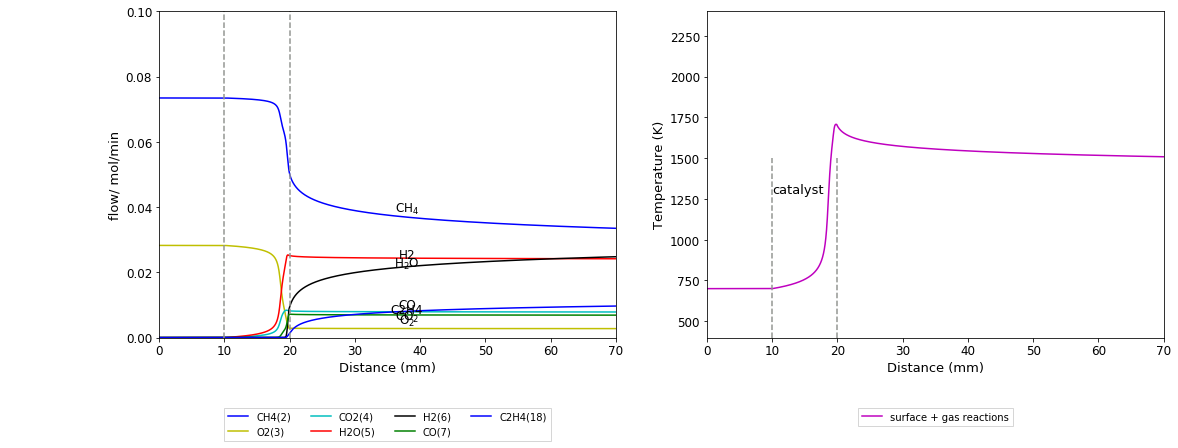 0.10
0.08
0.06
0.04
0.02
0.00
flow/ mol/min
CH4
H2
H2O
CO
C2H4
CO2
O2
0 10 20 30 40 50 60 70
Distance (mm)
CH4(2) CO2(4) H2(6) C2H4(18)
O2(3) H2O(5) CO(7)
2250
2000
1750
1500
1250
1000
750
500
Temperature (K)
catalyst
0 10 20 30 40 50 60 70
Distance (mm)
surface + gas reactions